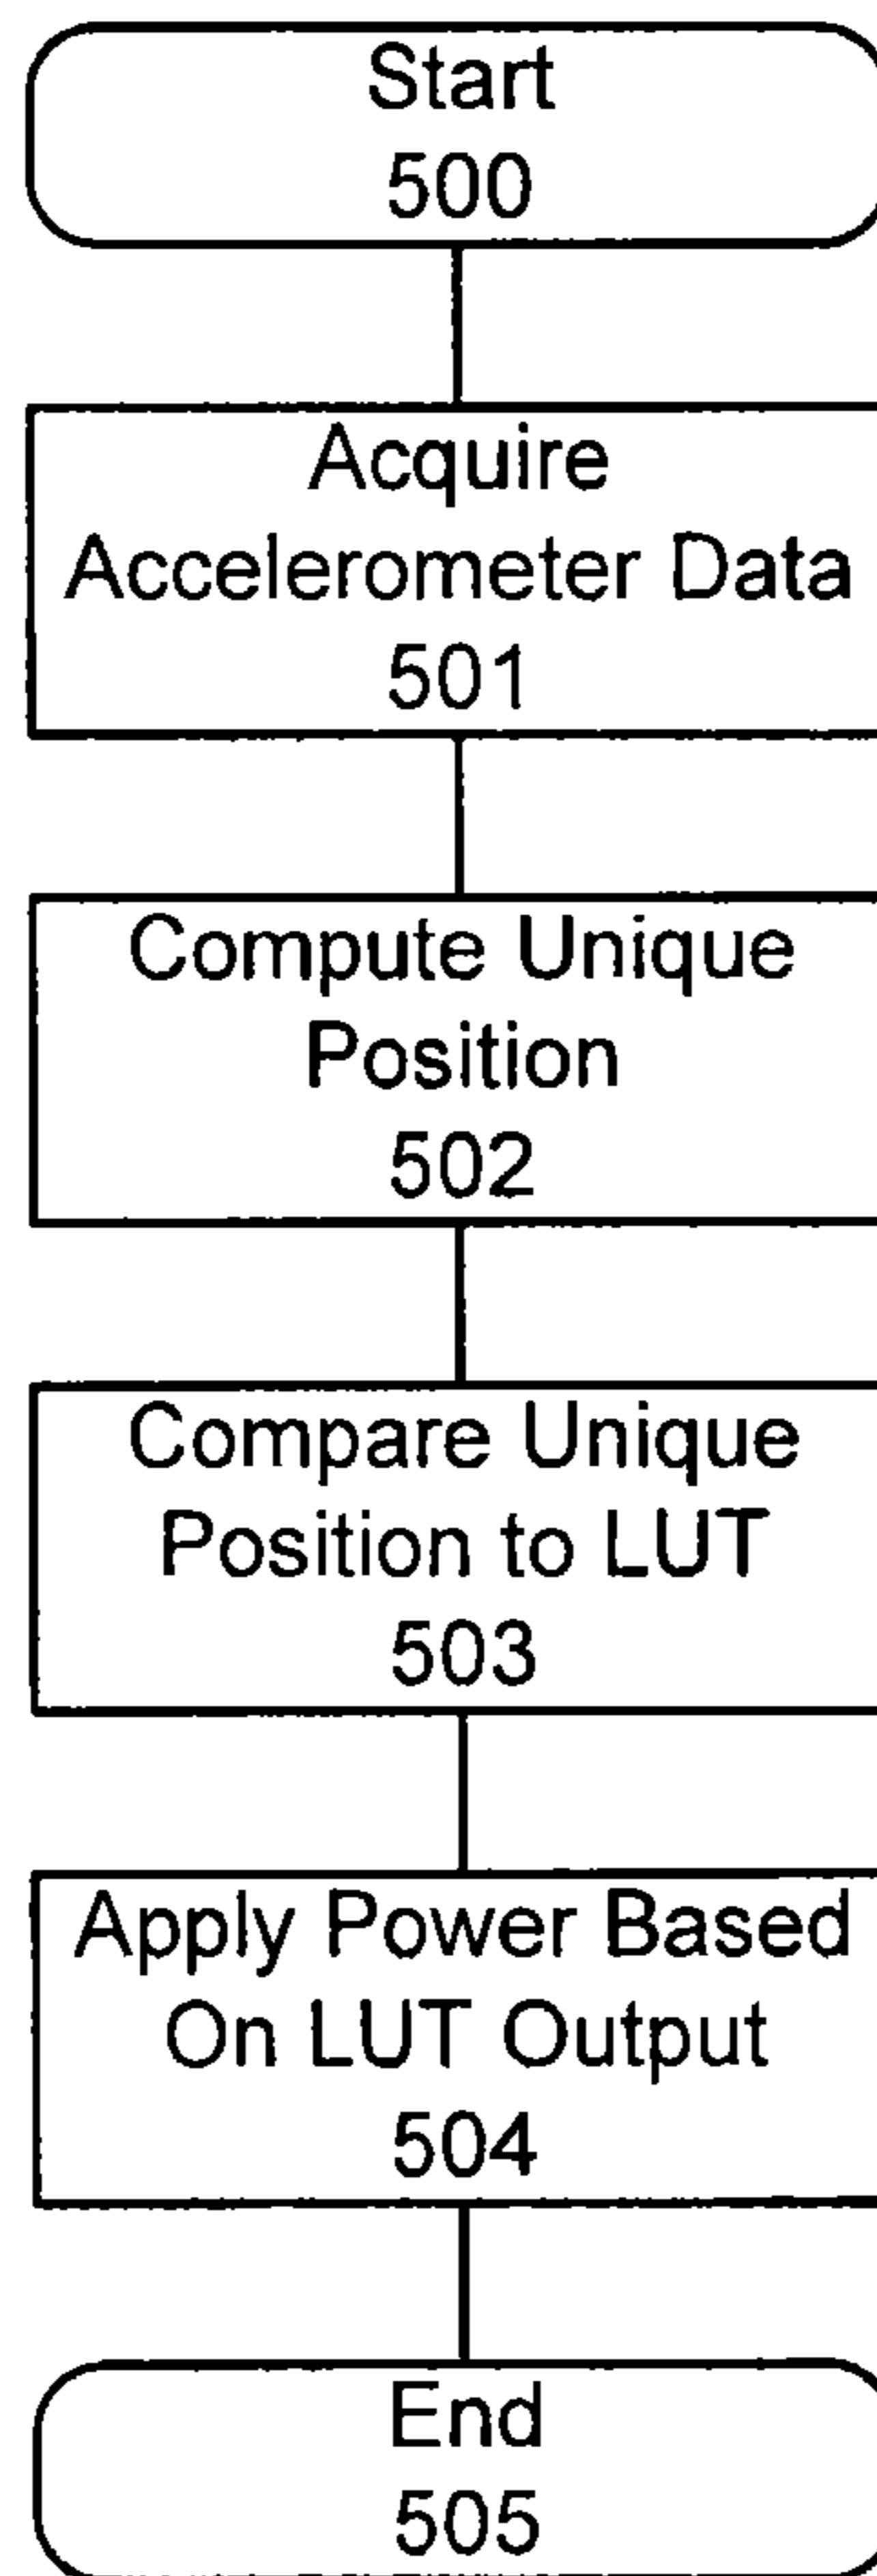 Start
500
Acquire
Accelerometer Data
501
Compute Unique
Position
502
Compare Unique
Position to LUT
503
Apply Power Based
On LUT Output
504
End
505